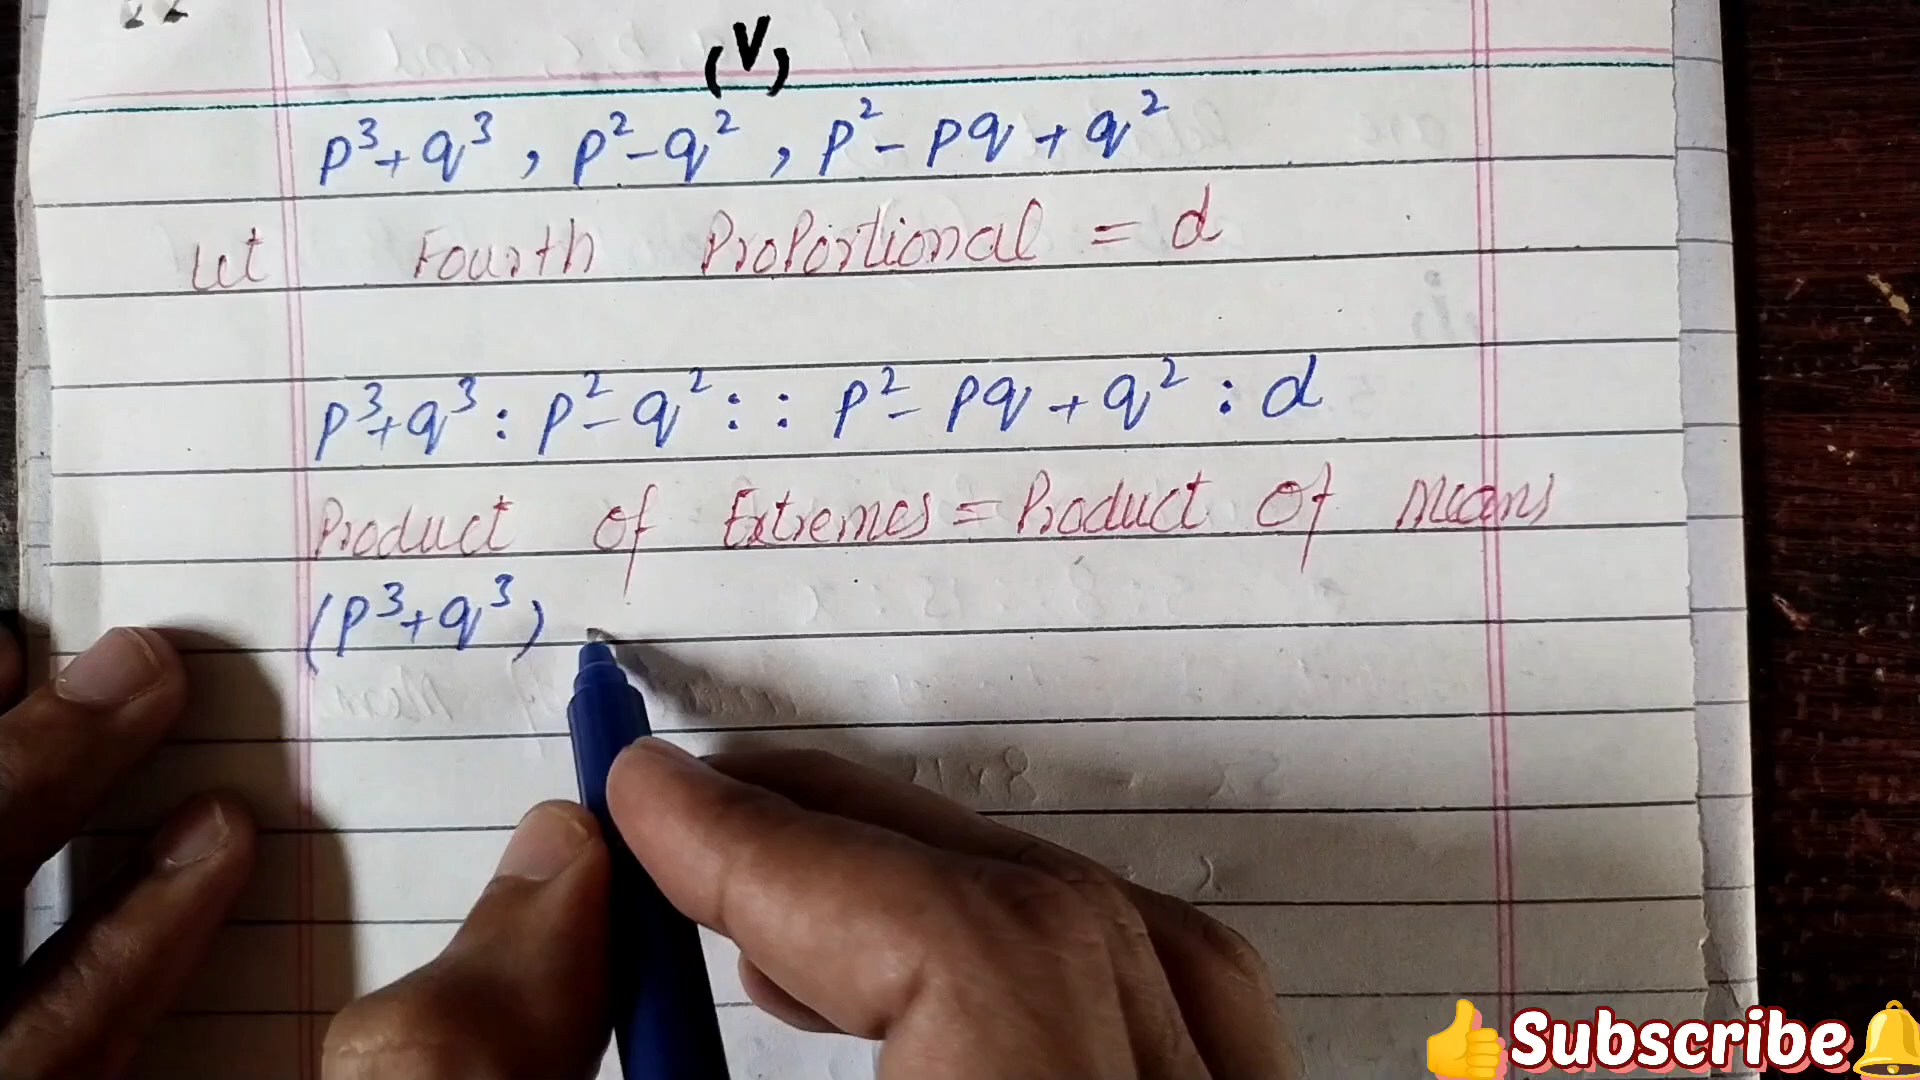 (V)
p³+q³, p²-q², p²-pq+q²
Let Fourth Proportional = d
p³+q³ : p²-q² : : p²-pq+q² : d
Product of Extremes = Product of Means
(p³+q³)
Subscribe